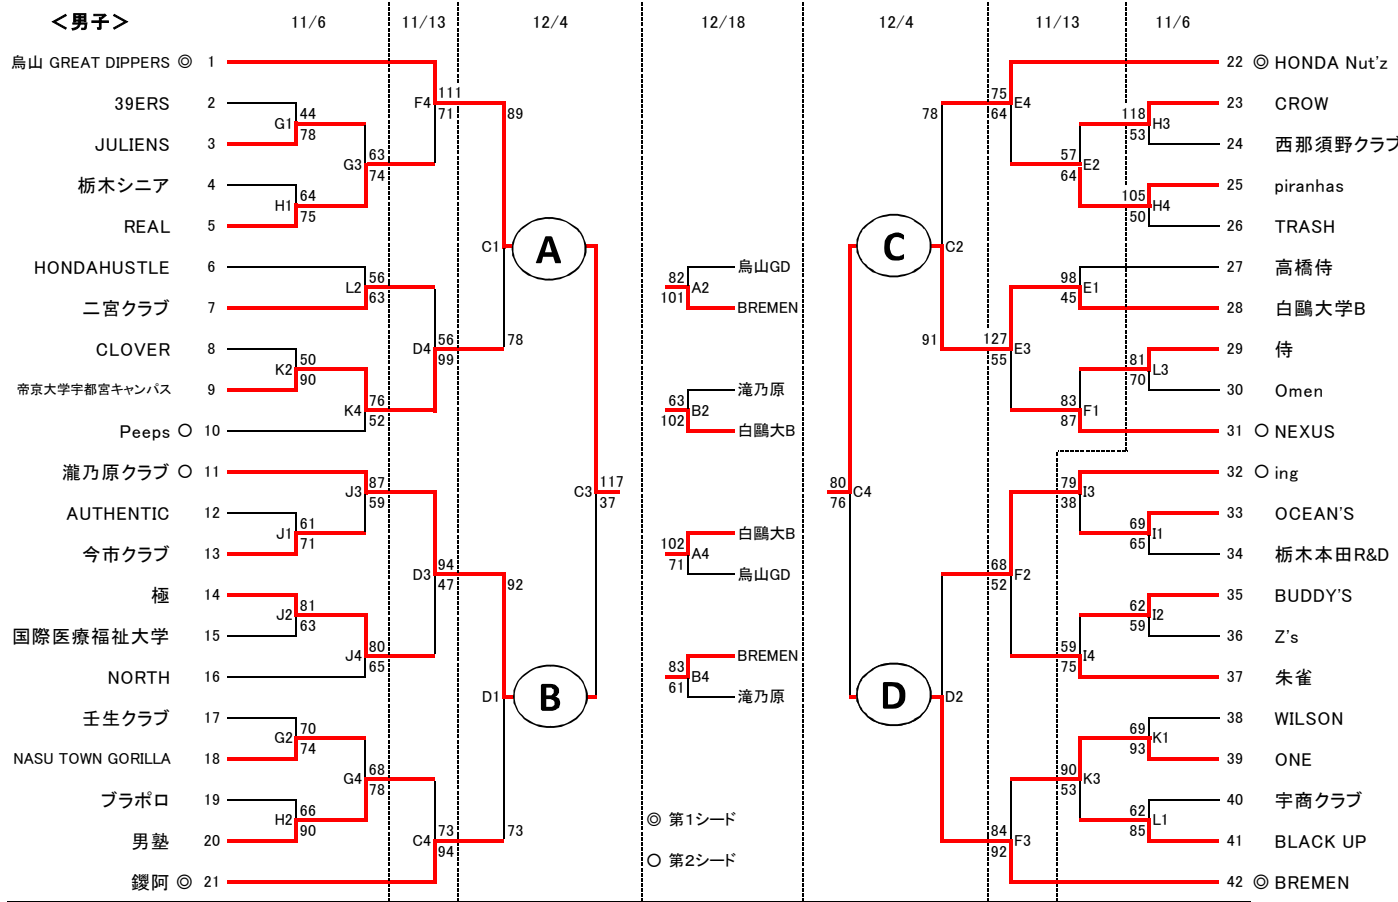 ＜男子＞ 11/6 11/13 12/4 12/18 12/4 11/13 11/6
烏山 GREAT DIPPERS ◎ 1
39ERS 2
JULIENS 3
栃木シニア 4
REAL 5
HONDAHUSTLE 6
二宮クラブ 7
CLOVER 8
帝京大学宇都宮キャンパス 9
Peeps ○ 10
瀧乃原クラブ ○ 11
AUTHENTIC 12
今市クラブ 13
極 14
国際医療福祉大学 15
NORTH 16
壬生クラブ 17
NASU TOWN GORILLA 18
ブラポロ 19
男塾 20
鑁阿 ◎ 21
44
G1
78
64
H1
75
63
G3
74
56
L2
63
50
K2
90
76
K4
52
87
J3
59
61
J1
71
81
J2
63
80
J4
65
70
G2
74
66
H2
90
68
G4
78
111
F4
71
56
D4
99
94
D3
47
73
C4
94
89
C1
78
92
D1
73
A
B
117
C3
37
烏山GD
82
A2
101
BREMEN
滝乃原
63
B2
102
白鷗大B
白鷗大B
102
A4
71
烏山GD
BREMEN
83
B4
61
滝乃原
◎ 第1シード
○ 第2シード
C
D
80
C4
76
78
C2
91
D2
75
E4
64
127
E3
55
68
F2
52
84
F3
92
57
E2
64
98
E1
45
83
F1
87
79
I3
38
59
I4
75
90
K3
53
118
H3
53
105
H4
50
81
L3
70
69
I1
65
62
I2
59
69
K1
93
62
L1
85
22 ◎ HONDA Nut'z
23 CROW
24 西那須野クラブ
25 piranhas
26 TRASH
27 高橋侍
28 白鷗大学B
29 侍
30 Omen
31 ○ NEXUS
32 ○ ing
33 OCEAN'S
34 栃木本田R&D
35 BUDDY'S
36 Z's
37 朱雀
38 WILSON
39 ONE
40 宇商クラブ
41 BLACK UP
42 ◎ BREMEN